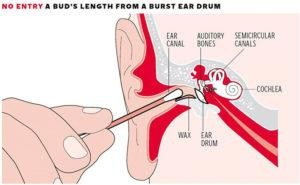 NO ENTRY A BUD'S LENGTH FROM A BURST EAR DRUM
EAR
CANAL
AUDITORY
BONES
SEMICIRCULAR
CANALS
COCHLEA
WAX
EAR
DRUM